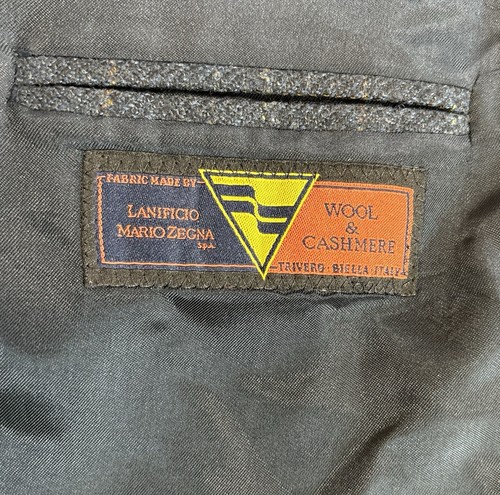 FABRIC MADE BY
LANIFICIO
MARIO ZEGNA
S.p.A.
WOOL
&
CASHMERE
TRIVERO BIELLA ITALY